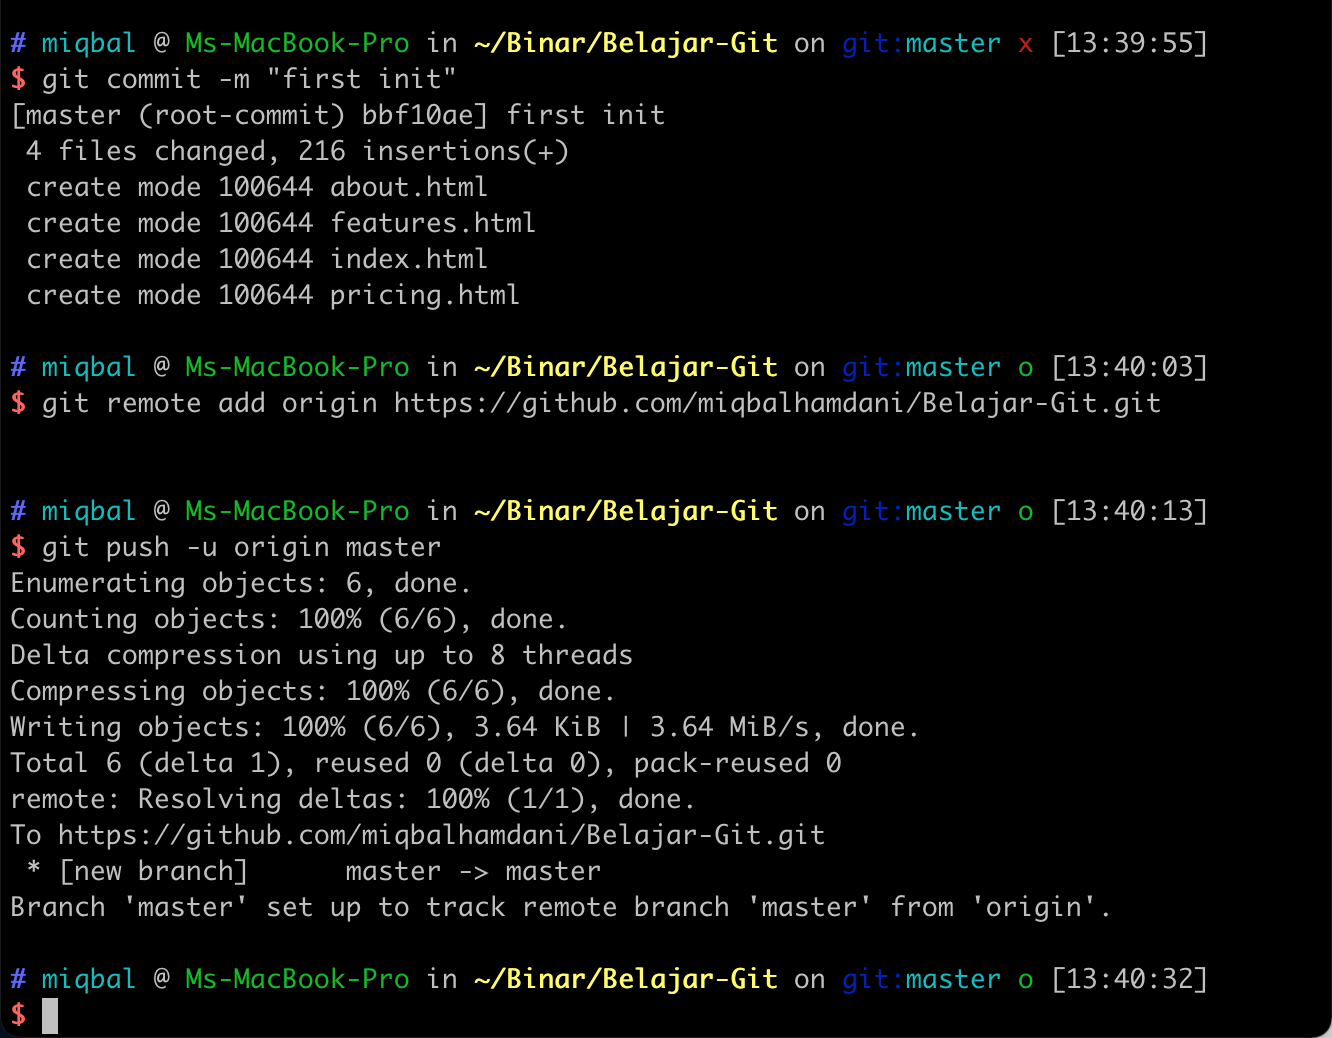 # miqbal @ Ms-MacBook-Pro in ~/Binar/Belajar-Git on git:master x [13:39:55]
$ git commit -m "first init"
[master (root-commit) bbf10ae] first init
 4 files changed, 216 insertions(+)
 create mode 100644 about.html
 create mode 100644 features.html
 create mode 100644 index.html
 create mode 100644 pricing.html
# miqbal @ Ms-MacBook-Pro in ~/Binar/Belajar-Git on git:master o [13:40:03]
$ git remote add origin https://github.com/miqbalhamdani/Belajar-Git.git
# miqbal @ Ms-MacBook-Pro in ~/Binar/Belajar-Git on git:master o [13:40:13]
$ git push -u origin master
Enumerating objects: 6, done.
Counting objects: 100% (6/6), done.
Delta compression using up to 8 threads
Compressing objects: 100% (6/6), done.
Writing objects: 100% (6/6), 3.64 KiB | 3.64 MiB/s, done.
Total 6 (delta 1), reused 0 (delta 0), pack-reused 0
remote: Resolving deltas: 100% (1/1), done.
To https://github.com/miqbalhamdani/Belajar-Git.git
 * [new branch]      master -> master
Branch 'master' set up to track remote branch 'master' from 'origin'.
# miqbal @ Ms-MacBook-Pro in ~/Binar/Belajar-Git on git:master o [13:40:32]
$